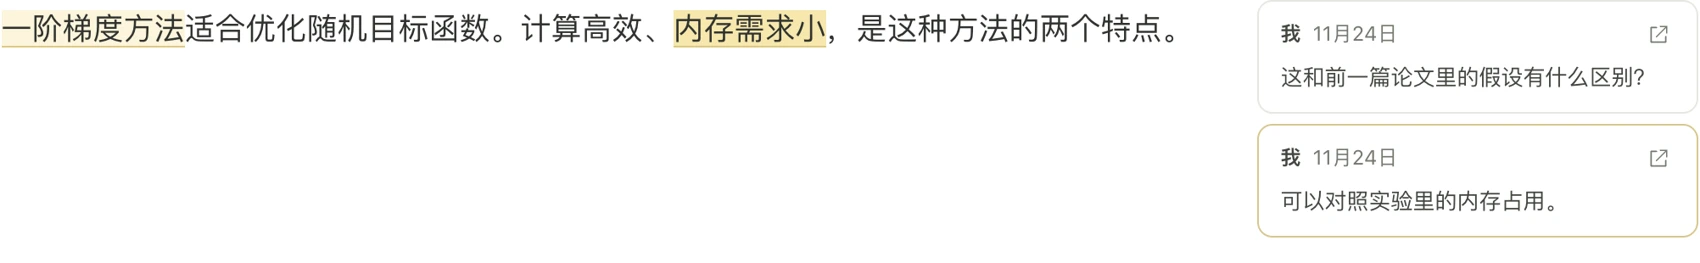 一阶梯度方法适合优化随机目标函数。计算高效、内存需求小，是这种方法的两个特点。
我 11月24日
这和前一篇论文里的假设有什么区别?
我 11月24日
可以对照实验里的内存占用。